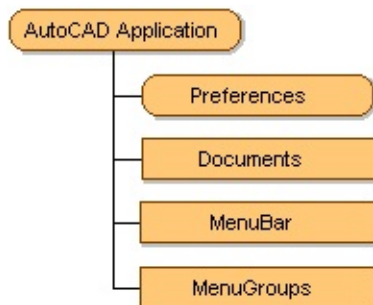 AutoCAD Application
Preferences
Documents
MenuBar
MenuGroups